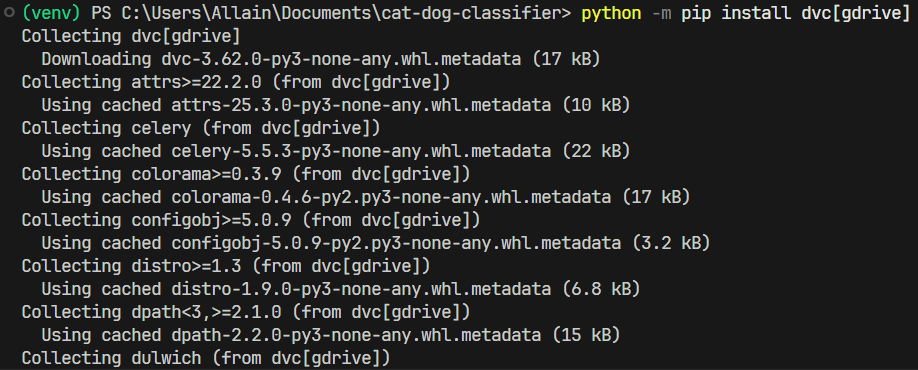 (venv) PS C:\Users\Allain\Documents\cat-dog-classifier> python -m pip install dvc[gdrive]
Collecting dvc[gdrive]
  Downloading dvc-3.62.0-py3-none-any.whl.metadata (17 kB)
Collecting attrs>=22.2.0 (from dvc[gdrive])
  Using cached attrs-25.3.0-py3-none-any.whl.metadata (10 kB)
Collecting celery (from dvc[gdrive])
  Using cached celery-5.5.3-py3-none-any.whl.metadata (22 kB)
Collecting colorama>=0.3.9 (from dvc[gdrive])
  Using cached colorama-0.4.6-py2.py3-none-any.whl.metadata (17 kB)
Collecting configobj>=5.0.9 (from dvc[gdrive])
  Using cached configobj-5.0.9-py2.py3-none-any.whl.metadata (3.2 kB)
Collecting distro>=1.3 (from dvc[gdrive])
  Using cached distro-1.9.0-py3-none-any.whl.metadata (6.8 kB)
Collecting dpath<3,>=2.1.0 (from dvc[gdrive])
  Using cached dpath-2.2.0-py3-none-any.whl.metadata (15 kB)
Collecting dulwich (from dvc[gdrive])